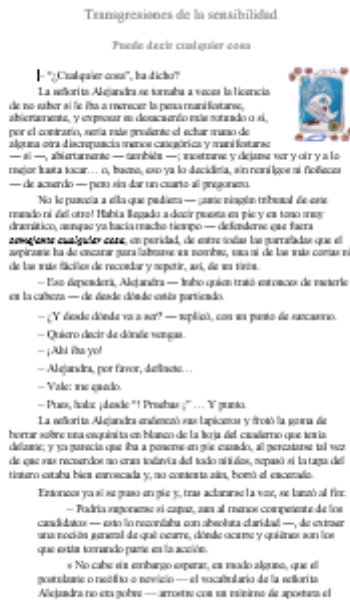 Transgresiones de la sensibilidad
Puede decir cualquier cosa
– “¿Cualquier cosa”, ha dicho?
La señorita Alejandra se tomaba a veces la licencia
de no saber si le iba a merecer la pena manifestarse,
abiertamente, y expresar su desacuerdo más rotundo o si,
por el contrario, sería más prudente el echar mano de
alguna otra discrepancia menos categórica y manifestarse
— sí —, abiertamente — también —; mostrarse y dejarse ver y oír y a lo
mejor hasta tocar… o, bueno, eso ya lo decidiría, sin remilgos ni ñoñeces
— de acuerdo — pero sin dar un cuarto al pregonero.
No le parecía a ella que pudiera — ¡ante ningún tribunal de este
mundo ni del otro! Había llegado a decir puesta en pie y en tono muy
dramático, aunque ya hacía mucho tiempo — defenderse que fuera
semejante cualquier cosa, en puridad, de entre todas las parrafadas que el
aspirante ha de encarar para labrarse un nombre, una ni de las más cortas ni
de las más fáciles de recordar y repetir, así, de un tirón.
– Eso dependerá, Alejandra — hubo quien trató entonces de meterle
en la cabeza — de desde dónde estés partiendo.
– ¿Y desde dónde va a ser? — replicó, con un punto de sarcasmo.
– Quiero decir de dónde vengas.
– ¡Ahí iba yo!
– Alejandra, por favor, defínete…
– Vale: me quedo.
– Pues, hala: ¡desde “! Pruebas ¡” … Y punto.
La señorita Alejandra enderezó sus lapiceros y frotó la goma de
borrar sobre una esquinita en blanco de la hoja del cuaderno que tenía
delante; y ya parecía que iba a ponerse en pie cuando, al percatarse tal vez
de que sus recuerdos no eran todavía del todo nítidos, repasó si la tapa del
tintero estaba bien enroscada y, no contenta aún, borró el encerado.
Entonces ya sí se puso en pie y, tras aclararse la voz, se lanzó al fin:
– Podría suponerse si capaz, aun al menos competente de los
candidatos — esto lo recordaba con absoluta claridad —, de extraer
una noción general de qué ocurre, dónde ocurre y quiénes son los
que están tomando parte en la acción.
» No cabe sin embargo esperar, en modo alguno, que el
postulante o neófito o novicio — el vocabulario de la señorita
Alejandra no era pobre — arrostre con un mínimo de apostura el